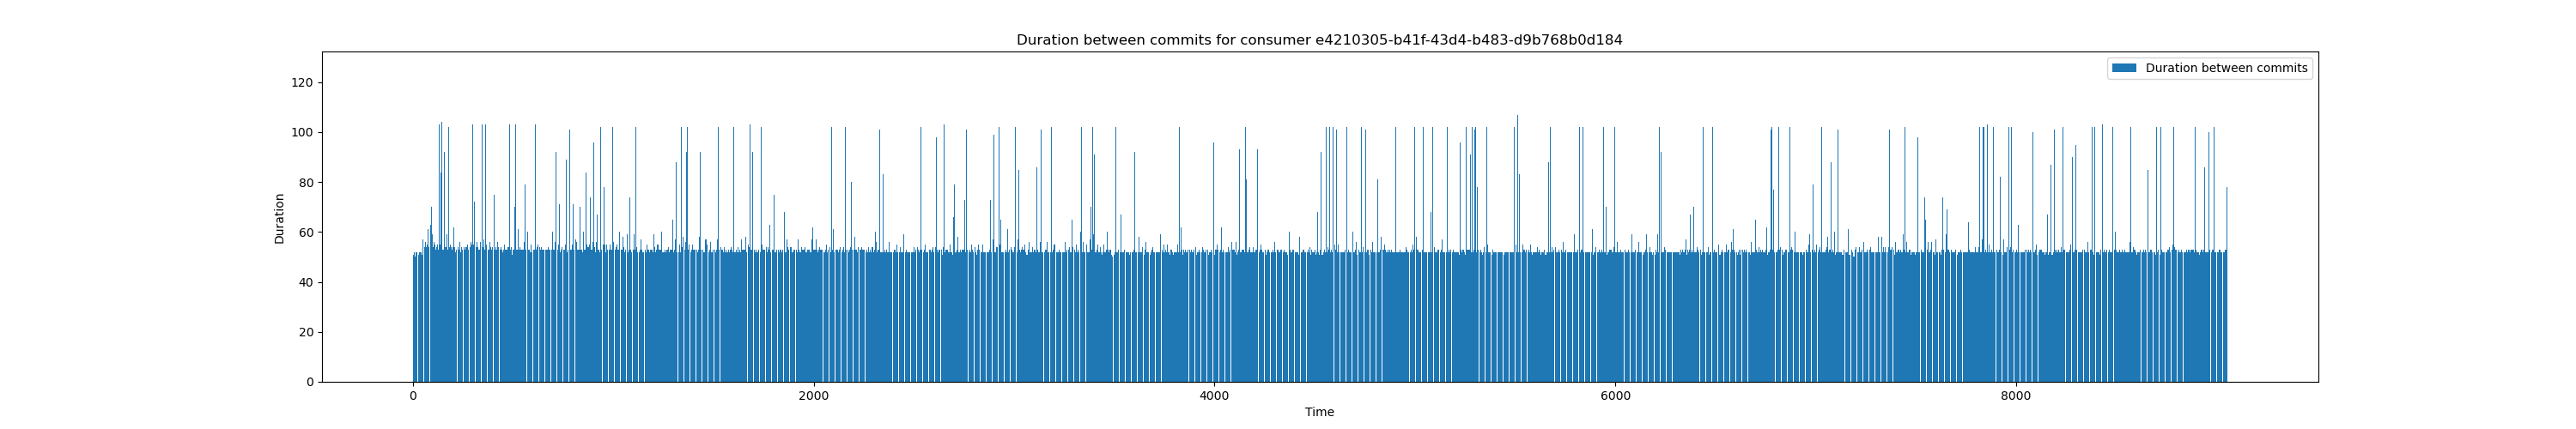 Duration between commits for consumer e4210305-b41f-43d4-b483-d9b768b0d184
Duration between commits
120
100
80
60
40
20
0
Duration
0 2000 4000 6000 8000
Time